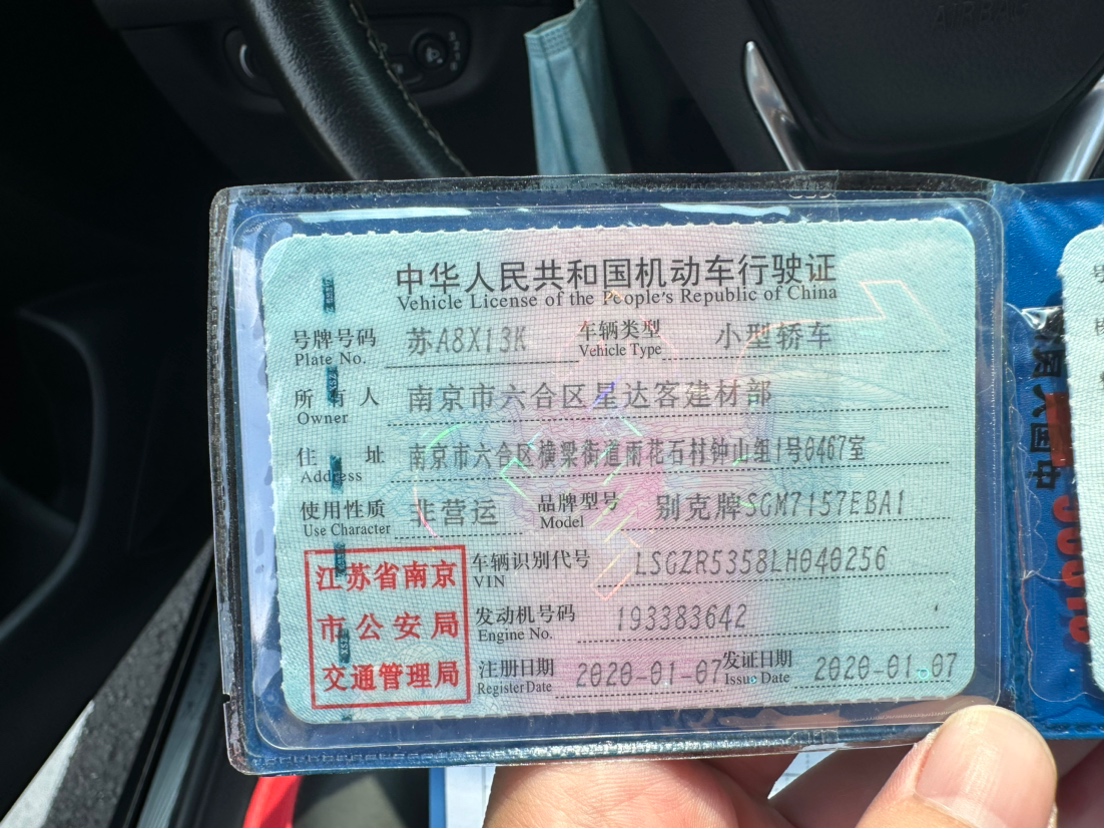 中华人民共和国机动车行驶证
Vehicle License of the People's Republic of China
号牌号码 苏A8X13K 车辆类型 小型轿车
Plate No. Vehicle Type
所有人 南京市六合区星达客建材部
Owner
住址 南京市六合区横梁街道雨花石村钟山组1号0467室
Address
使用性质 非营运 品牌型号 别克牌SGM7157EBA1
Use Character Model
江苏省南京
市公安局
交通管理局
车辆识别代号 LSGZR5358LH040256
VIN
发动机号码 193383642
Engine No.
注册日期 2020-01-07 发证日期 2020-01-07
Register Date Issue Date